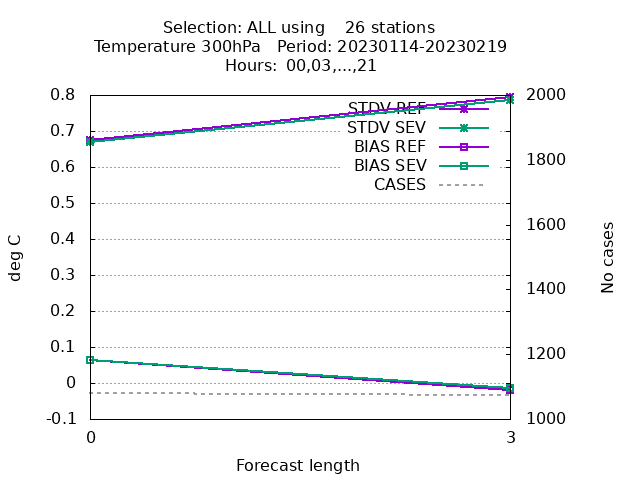 Selection: ALL using    26 stations
Temperature 300hPa   Period: 20230114-20230219
Hours:  00,03,...,21
0.8
0.7
0.6
0.5
0.4
0.3
0.2
0.1
0
-0.1
deg C
STDV REF
STDV SEV
BIAS REF
BIAS SEV
CASES
2000
1800
1600
1400
1200
1000
No cases
0
3
Forecast length